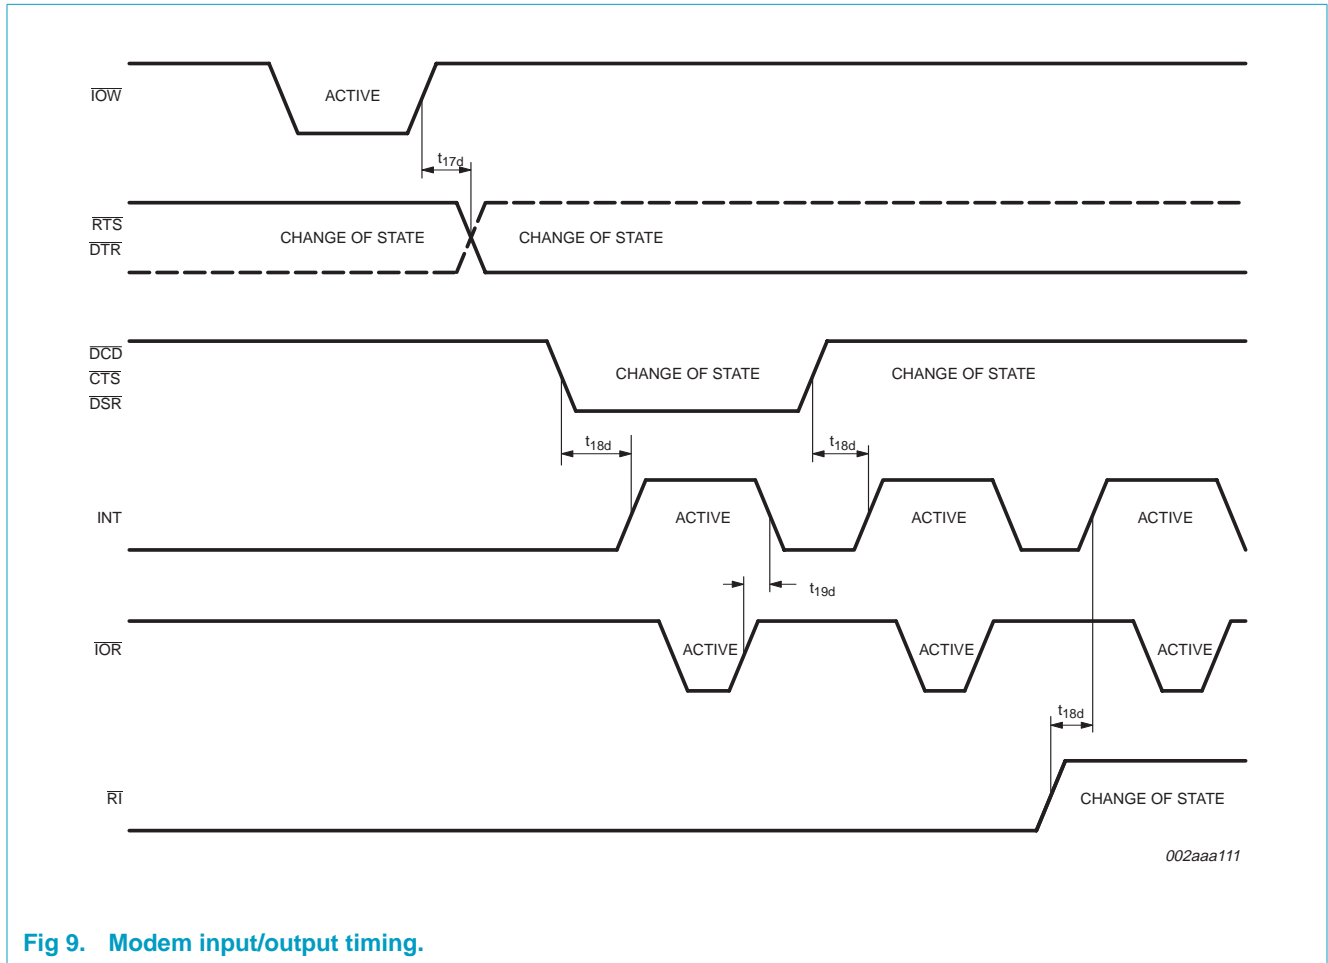 IOW
ACTIVE
t17d
RTS
DTR
CHANGE OF STATE CHANGE OF STATE
DCD
CTS
DSR
CHANGE OF STATE CHANGE OF STATE
t18d t18d
INT ACTIVE ACTIVE ACTIVE
t19d
IOR ACTIVE ACTIVE ACTIVE
t18d
RI CHANGE OF STATE
002aaa111
Fig 9. Modem input/output timing.